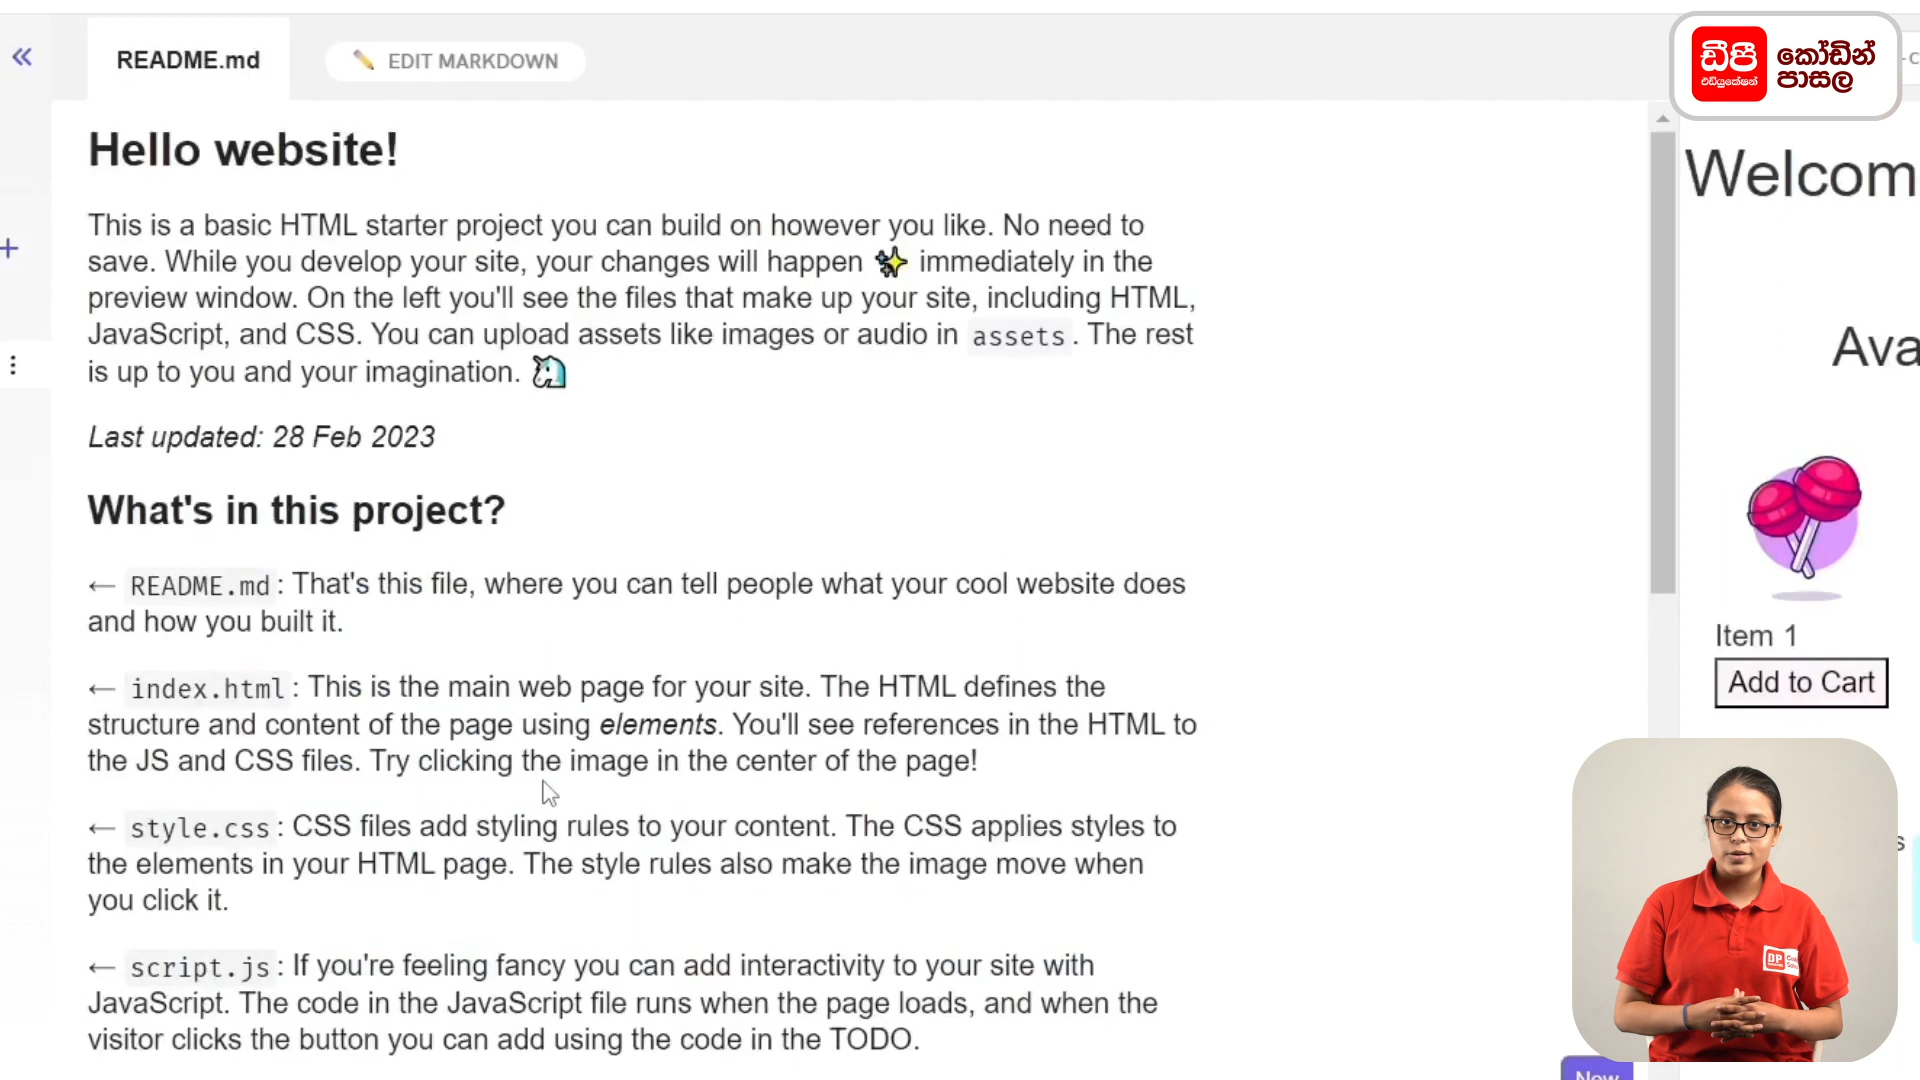 README.md
EDIT MARKDOWN
ඩීපී
එඩියුකේෂන්
කෝඩින්
පාසල
Hello website!
This is a basic HTML starter project you can build on however you like. No need to
save. While you develop your site, your changes will happen ✨ immediately in the
preview window. On the left you'll see the files that make up your site, including HTML,
JavaScript, and CSS. You can upload assets like images or audio in assets. The rest
is up to you and your imagination. 🦄
Last updated: 28 Feb 2023
What's in this project?
← README.md: That's this file, where you can tell people what your cool website does
and how you built it.
← index.html: This is the main web page for your site. The HTML defines the
structure and content of the page using elements. You'll see references in the HTML to
the JS and CSS files. Try clicking the image in the center of the page!
← style.css: CSS files add styling rules to your content. The CSS applies styles to
the elements in your HTML page. The style rules also make the image move when
you click it.
← script.js: If you're feeling fancy you can add interactivity to your site with
JavaScript. The code in the JavaScript file runs when the page loads, and when the
visitor clicks the button you can add using the code in the TODO.
Welcom
Ava
Item 1
Add to Cart
DP
New